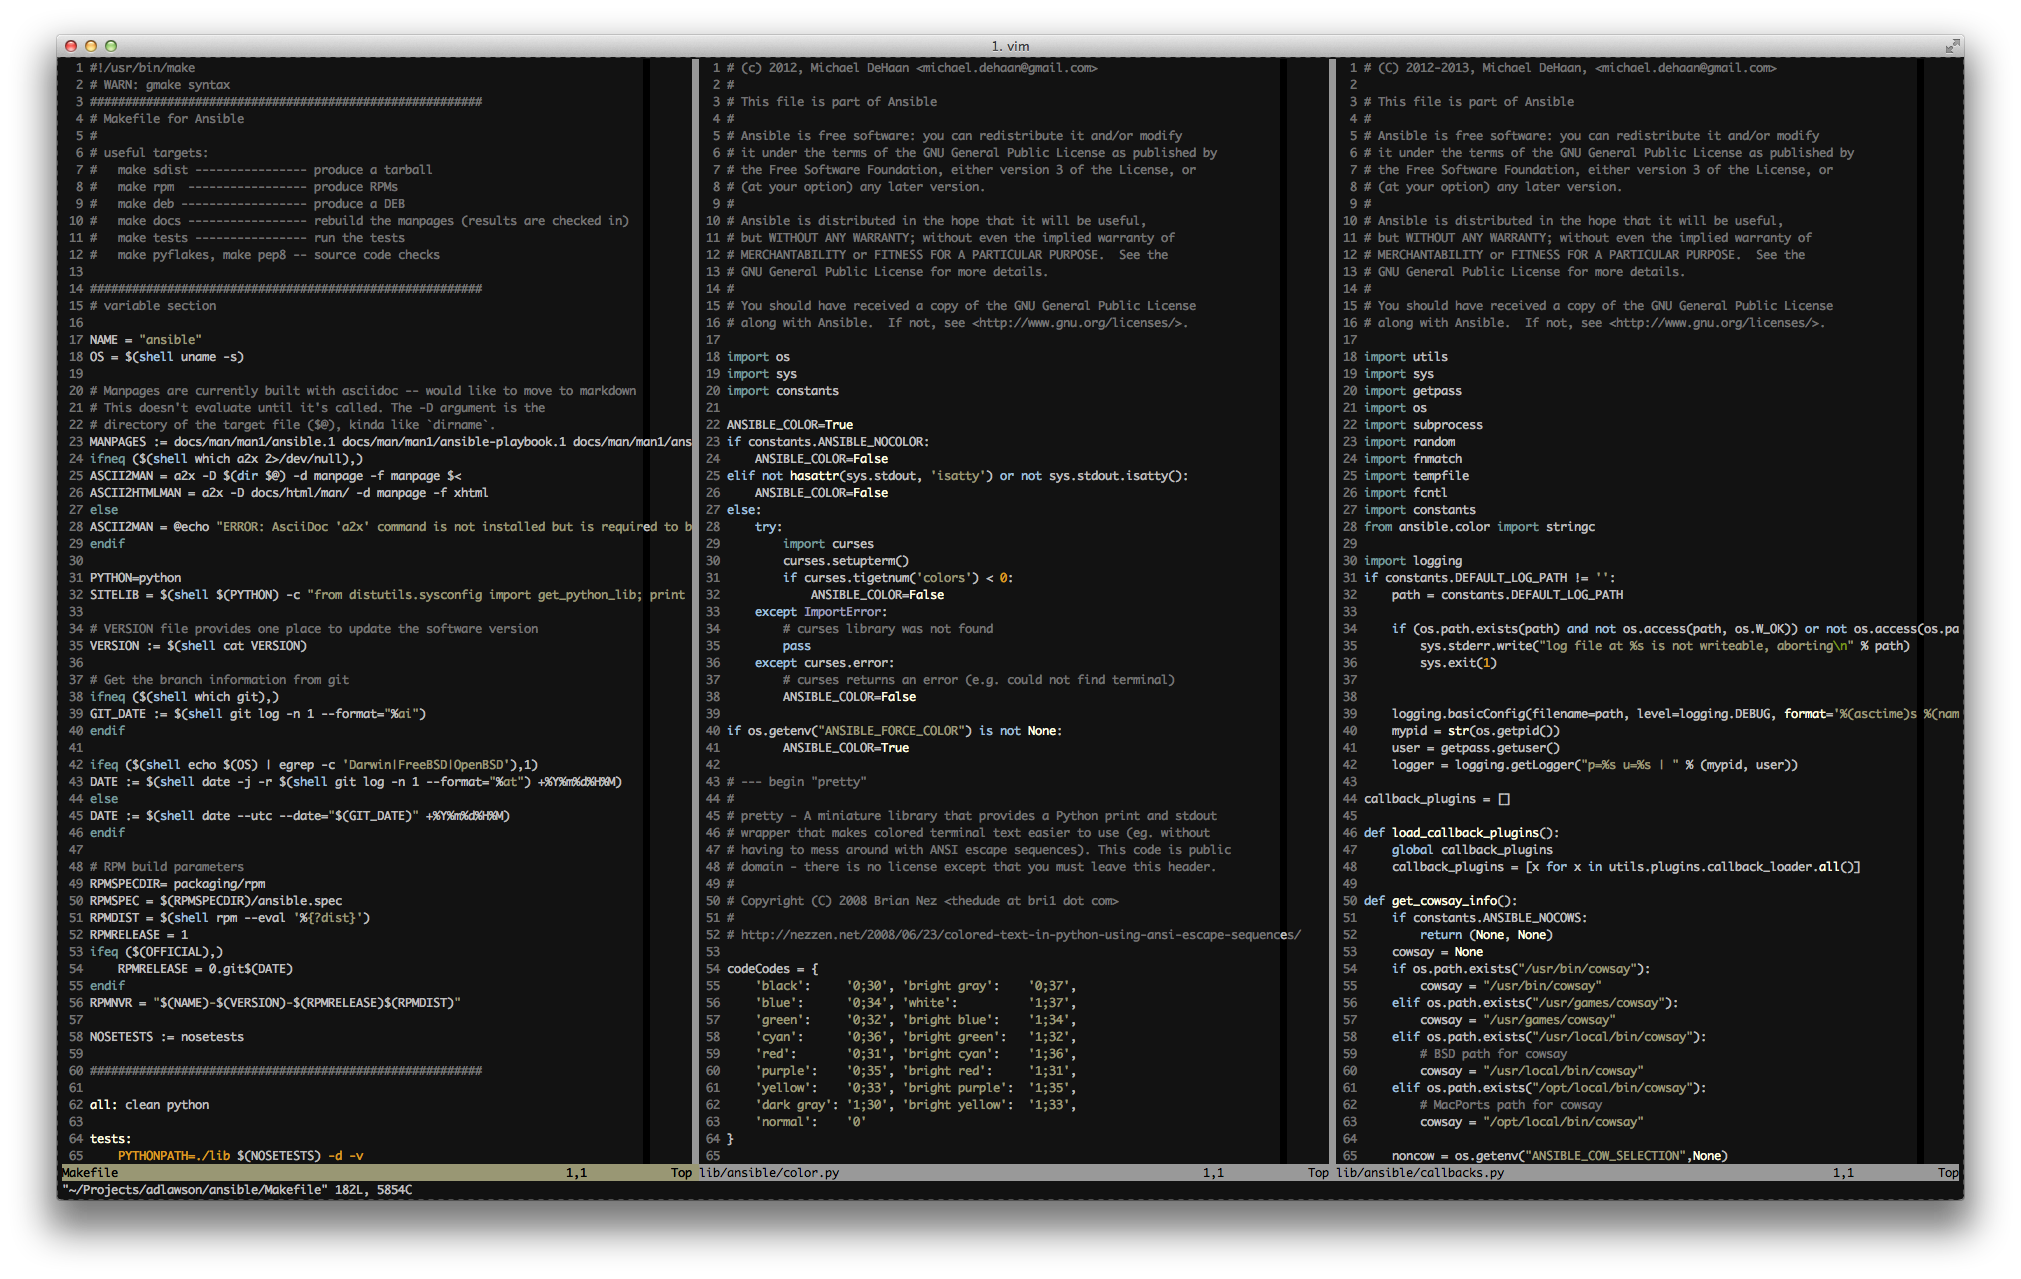 1. vim
1 #!/usr/bin/make
2 # WARN: gmake syntax
3 ########################################################
4 # Makefile for Ansible
5 #
6 # useful targets:
7 #   make sdist ---------------- produce a tarball
8 #   make rpm  ----------------- produce RPMs
9 #   make deb ------------------ produce a DEB
10 #   make docs ----------------- rebuild the manpages (results are checked in)
11 #   make tests ---------------- run the tests
12 #   make pyflakes, make pep8 -- source code checks
13
14 ########################################################
15 # variable section
16
17 NAME = "ansible"
18 OS = $(shell uname -s)
19
20 # Manpages are currently built with asciidoc -- would like to move to markdown
21 # This doesn't evaluate until it's called. The -D argument is the
22 # directory of the target file ($@), kinda like `dirname`.
23 MANPAGES := docs/man/man1/ansible.1 docs/man/man1/ansible-playbook.1 docs/man/man1/ans
24 ifneq ($(shell which a2x 2>/dev/null),)
25 ASCII2MAN = a2x -D $(dir $@) -d manpage -f manpage $<
26 ASCII2HTMLMAN = a2x -D docs/html/man/ -d manpage -f xhtml
27 else
28 ASCII2MAN = @echo "ERROR: AsciiDoc 'a2x' command is not installed but is required to b
29 endif
30
31 PYTHON=python
32 SITELIB = $(shell $(PYTHON) -c "from distutils.sysconfig import get_python_lib; print
33
34 # VERSION file provides one place to update the software version
35 VERSION := $(shell cat VERSION)
36
37 # Get the branch information from git
38 ifneq ($(shell which git),)
39 GIT_DATE := $(shell git log -n 1 --format="%ai")
40 endif
41
42 ifeq ($(shell echo $(OS) | egrep -c 'Darwin|FreeBSD|OpenBSD'),1)
43 DATE := $(shell date -j -r $(shell git log -n 1 --format="%at") +%Y%m%d%H%M)
44 else
45 DATE := $(shell date --utc --date="$(GIT_DATE)" +%Y%m%d%H%M)
46 endif
47
48 # RPM build parameters
49 RPMSPECDIR= packaging/rpm
50 RPMSPEC = $(RPMSPECDIR)/ansible.spec
51 RPMDIST = $(shell rpm --eval '%{?dist}')
52 RPMRELEASE = 1
53 ifeq ($(OFFICIAL),)
54     RPMRELEASE = 0.git$(DATE)
55 endif
56 RPMNVR = "$(NAME)-$(VERSION)-$(RPMRELEASE)$(RPMDIST)"
57
58 NOSETESTS := nosetests
59
60 ########################################################
61
62 all: clean python
63
64 tests:
65     PYTHONPATH=./lib $(NOSETESTS) -d -v
Makefile 1,1 Top
"~/Projects/adlawson/ansible/Makefile" 182L, 5854C
1 # (c) 2012, Michael DeHaan <michael.dehaan@gmail.com>
2 #
3 # This file is part of Ansible
4 #
5 # Ansible is free software: you can redistribute it and/or modify
6 # it under the terms of the GNU General Public License as published by
7 # the Free Software Foundation, either version 3 of the License, or
8 # (at your option) any later version.
9 #
10 # Ansible is distributed in the hope that it will be useful,
11 # but WITHOUT ANY WARRANTY; without even the implied warranty of
12 # MERCHANTABILITY or FITNESS FOR A PARTICULAR PURPOSE.  See the
13 # GNU General Public License for more details.
14 #
15 # You should have received a copy of the GNU General Public License
16 # along with Ansible.  If not, see <http://www.gnu.org/licenses/>.
17
18 import os
19 import sys
20 import constants
21
22 ANSIBLE_COLOR=True
23 if constants.ANSIBLE_NOCOLOR:
24     ANSIBLE_COLOR=False
25 elif not hasattr(sys.stdout, 'isatty') or not sys.stdout.isatty():
26     ANSIBLE_COLOR=False
27 else:
28     try:
29         import curses
30         curses.setupterm()
31         if curses.tigetnum('colors') < 0:
32             ANSIBLE_COLOR=False
33     except ImportError:
34         # curses library was not found
35         pass
36     except curses.error:
37         # curses returns an error (e.g. could not find terminal)
38         ANSIBLE_COLOR=False
39
40 if os.getenv("ANSIBLE_FORCE_COLOR") is not None:
41         ANSIBLE_COLOR=True
42
43 # --- begin "pretty"
44 #
45 # pretty - A miniature library that provides a Python print and stdout
46 # wrapper that makes colored terminal text easier to use (eg. without
47 # having to mess around with ANSI escape sequences). This code is public
48 # domain - there is no license except that you must leave this header.
49 #
50 # Copyright (C) 2008 Brian Nez <thedude at bri1 dot com>
51 #
52 # http://nezzen.net/2008/06/23/colored-text-in-python-using-ansi-escape-sequences/
53
54 codeCodes = {
55     'black':     '0;30', 'bright gray':    '0;37',
56     'blue':      '0;34', 'white':          '1;37',
57     'green':     '0;32', 'bright blue':    '1;34',
58     'cyan':      '0;36', 'bright green':   '1;32',
59     'red':       '0;31', 'bright cyan':    '1;36',
60     'purple':    '0;35', 'bright red':     '1;31',
61     'yellow':    '0;33', 'bright purple':  '1;35',
62     'dark gray': '1;30', 'bright yellow':  '1;33',
63     'normal':    '0'
64 }
65
lib/ansible/color.py 1,1 Top
1 # (C) 2012-2013, Michael DeHaan, <michael.dehaan@gmail.com>
2
3 # This file is part of Ansible
4 #
5 # Ansible is free software: you can redistribute it and/or modify
6 # it under the terms of the GNU General Public License as published by
7 # the Free Software Foundation, either version 3 of the License, or
8 # (at your option) any later version.
9 #
10 # Ansible is distributed in the hope that it will be useful,
11 # but WITHOUT ANY WARRANTY; without even the implied warranty of
12 # MERCHANTABILITY or FITNESS FOR A PARTICULAR PURPOSE.  See the
13 # GNU General Public License for more details.
14 #
15 # You should have received a copy of the GNU General Public License
16 # along with Ansible.  If not, see <http://www.gnu.org/licenses/>.
17
18 import utils
19 import sys
20 import getpass
21 import os
22 import subprocess
23 import random
24 import fnmatch
25 import tempfile
26 import fcntl
27 import constants
28 from ansible.color import stringc
29
30 import logging
31 if constants.DEFAULT_LOG_PATH != '':
32     path = constants.DEFAULT_LOG_PATH
33
34     if (os.path.exists(path) and not os.access(path, os.W_OK)) or not os.access(os.pa
35         sys.stderr.write("log file at %s is not writeable, aborting\n" % path)
36         sys.exit(1)
37
38
39     logging.basicConfig(filename=path, level=logging.DEBUG, format='%(asctime)s %(nam
40     mypid = str(os.getpid())
41     user = getpass.getuser()
42     logger = logging.getLogger("p=%s u=%s | " % (mypid, user))
43
44 callback_plugins = []
45
46 def load_callback_plugins():
47     global callback_plugins
48     callback_plugins = [x for x in utils.plugins.callback_loader.all()]
49
50 def get_cowsay_info():
51     if constants.ANSIBLE_NOCOWS:
52         return (None, None)
53     cowsay = None
54     if os.path.exists("/usr/bin/cowsay"):
55         cowsay = "/usr/bin/cowsay"
56     elif os.path.exists("/usr/games/cowsay"):
57         cowsay = "/usr/games/cowsay"
58     elif os.path.exists("/usr/local/bin/cowsay"):
59         # BSD path for cowsay
60         cowsay = "/usr/local/bin/cowsay"
61     elif os.path.exists("/opt/local/bin/cowsay"):
62         # MacPorts path for cowsay
63         cowsay = "/opt/local/bin/cowsay"
64
65     noncow = os.getenv("ANSIBLE_COW_SELECTION",None)
lib/ansible/callbacks.py 1,1 Top